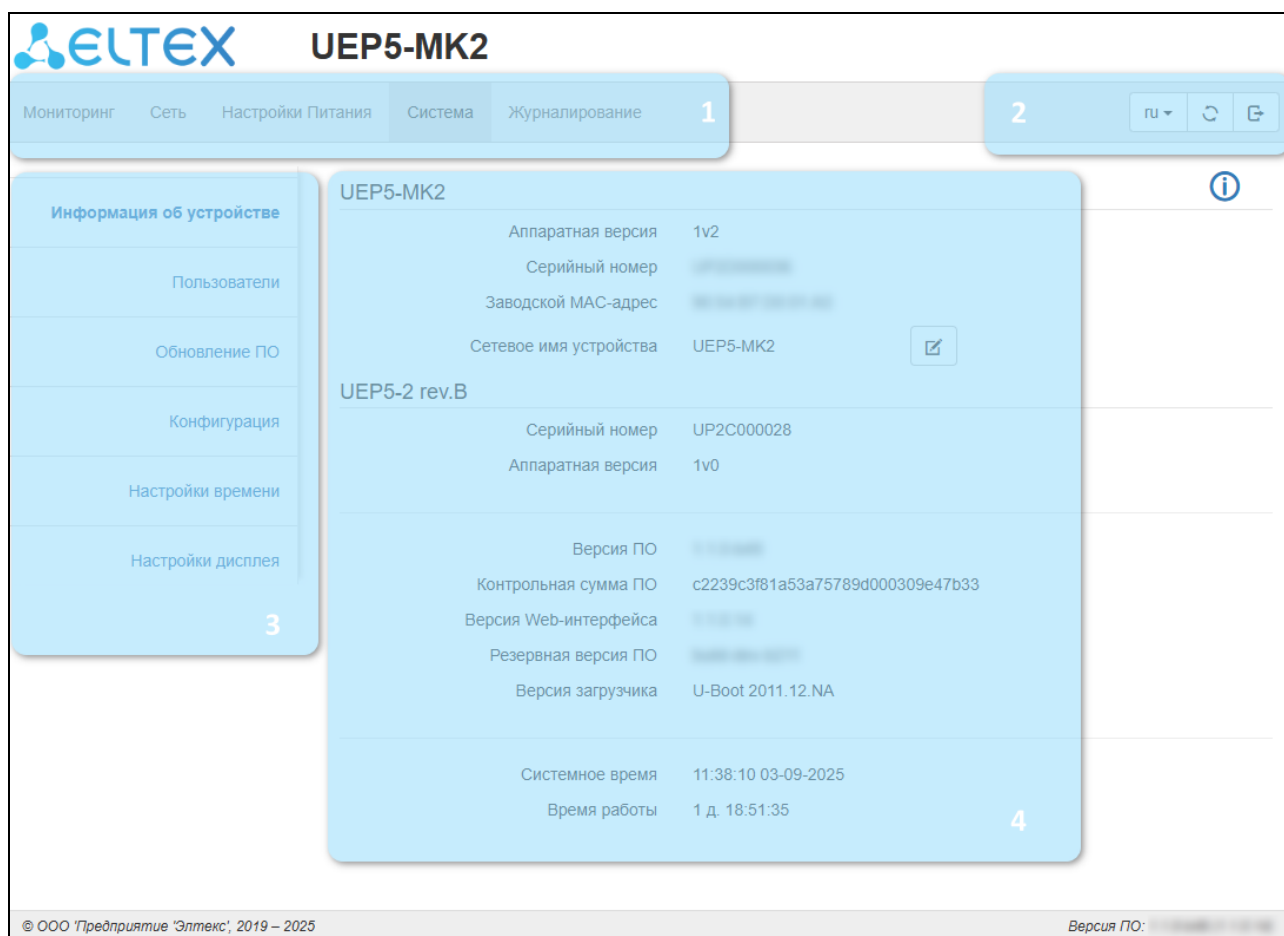 ELTEX UEP5-MK2
Мониторинг Сеть Настройки Питания Система Журналирование 1 2 ru
Информация об устройстве
Пользователи
Обновление ПО
Конфигурация
Настройки времени
Настройки дисплея
3
UEP5-MK2
Аппаратная версия 1v2
Серийный номер
Заводской MAC-адрес
Сетевое имя устройства UEP5-MK2
UEP5-2 rev.B
Серийный номер UP2C000028
Аппаратная версия 1v0
Версия ПО
Контрольная сумма ПО c2239c3f81a53a75789d000309e47b33
Версия Web-интерфейса
Резервная версия ПО
Версия загрузчика U-Boot 2011.12.NA
Системное время 11:38:10 03-09-2025
Время работы 1 д. 18:51:35
4
© ООО 'Предприятие 'Элтекс', 2019 – 2025 Версия ПО: